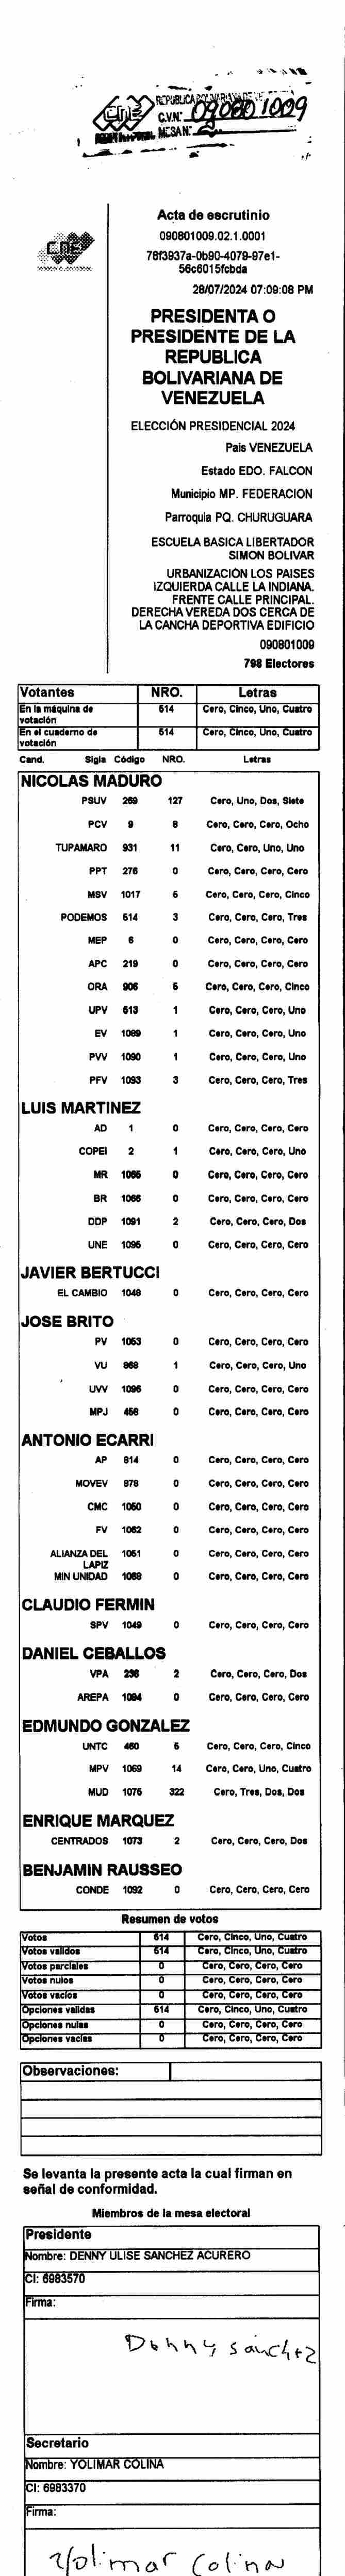 CNE
C.V.N°: 090801009
MESA N°: 2
CNE
Acta de escrutinio
090801009.02.1.0001
78f3937a-0b90-4079-97e1-
56c6015fcbda
28/07/2024 07:09:08 PM
PRESIDENTA O
PRESIDENTE DE LA
REPUBLICA
BOLIVARIANA DE
VENEZUELA
ELECCIÓN PRESIDENCIAL 2024
Pais VENEZUELA
Estado EDO. FALCON
Municipio MP. FEDERACION
Parroquia PQ. CHURUGUARA
ESCUELA BASICA LIBERTADOR
SIMON BOLIVAR
URBANIZACIÓN LOS PAISES
IZQUIERDA CALLE LA INDIANA.
FRENTE CALLE PRINCIPAL.
DERECHA VEREDA DOS CERCA DE
LA CANCHA DEPORTIVA EDIFICIO
090801009
798 Electores
Votantes NRO. Letras
En la máquina de votación 514 Cero, Cinco, Uno, Cuatro
En el cuaderno de votación 514 Cero, Cinco, Uno, Cuatro
Cand. Sigla Código NRO. Letras
NICOLAS MADURO
PSUV 269 127 Cero, Uno, Dos, Siete
PCV 9 8 Cero, Cero, Cero, Ocho
TUPAMARO 931 11 Cero, Cero, Uno, Uno
PPT 276 0 Cero, Cero, Cero, Cero
MSV 1017 5 Cero, Cero, Cero, Cinco
PODEMOS 514 3 Cero, Cero, Cero, Tres
MEP 6 0 Cero, Cero, Cero, Cero
APC 219 0 Cero, Cero, Cero, Cero
ORA 906 5 Cero, Cero, Cero, Cinco
UPV 513 1 Cero, Cero, Cero, Uno
EV 1089 1 Cero, Cero, Cero, Uno
PVV 1090 1 Cero, Cero, Cero, Uno
PFV 1093 3 Cero, Cero, Cero, Tres
LUIS MARTINEZ
AD 1 0 Cero, Cero, Cero, Cero
COPEI 2 1 Cero, Cero, Cero, Uno
MR 1065 0 Cero, Cero, Cero, Cero
BR 1066 0 Cero, Cero, Cero, Cero
DDP 1091 2 Cero, Cero, Cero, Dos
UNE 1095 0 Cero, Cero, Cero, Cero
JAVIER BERTUCCI
EL CAMBIO 1048 0 Cero, Cero, Cero, Cero
JOSE BRITO
PV 1053 0 Cero, Cero, Cero, Cero
VU 868 1 Cero, Cero, Cero, Uno
UVV 1096 0 Cero, Cero, Cero, Cero
MPJ 456 0 Cero, Cero, Cero, Cero
ANTONIO ECARRI
AP 814 0 Cero, Cero, Cero, Cero
MOVEV 878 0 Cero, Cero, Cero, Cero
CMC 1050 0 Cero, Cero, Cero, Cero
FV 1062 0 Cero, Cero, Cero, Cero
ALIANZA DEL LAPIZ 1051 0 Cero, Cero, Cero, Cero
MIN UNIDAD 1068 0 Cero, Cero, Cero, Cero
CLAUDIO FERMIN
SPV 1049 0 Cero, Cero, Cero, Cero
DANIEL CEBALLOS
VPA 236 2 Cero, Cero, Cero, Dos
AREPA 1094 0 Cero, Cero, Cero, Cero
EDMUNDO GONZALEZ
UNTC 460 5 Cero, Cero, Cero, Cinco
MPV 1069 14 Cero, Cero, Uno, Cuatro
MUD 1075 322 Cero, Tres, Dos, Dos
ENRIQUE MARQUEZ
CENTRADOS 1073 2 Cero, Cero, Cero, Dos
BENJAMIN RAUSSEO
CONDE 1092 0 Cero, Cero, Cero, Cero
Resumen de votos
Votos 514 Cero, Cinco, Uno, Cuatro
Votos validos 514 Cero, Cinco, Uno, Cuatro
Votos parciales 0 Cero, Cero, Cero, Cero
Votos nulos 0 Cero, Cero, Cero, Cero
Votos vacios 0 Cero, Cero, Cero, Cero
Opciones validas 514 Cero, Cinco, Uno, Cuatro
Opciones nulas 0 Cero, Cero, Cero, Cero
Opciones vacias 0 Cero, Cero, Cero, Cero
Observaciones:
Se levanta la presente acta la cual firman en
señal de conformidad.
Miembros de la mesa electoral
Presidente
Nombre: DENNY ULISE SANCHEZ ACURERO
CI: 6983570
Firma:
Denny sanchez
Secretario
Nombre: YOLIMAR COLINA
CI: 6983370
Firma:
Yolimar Colina